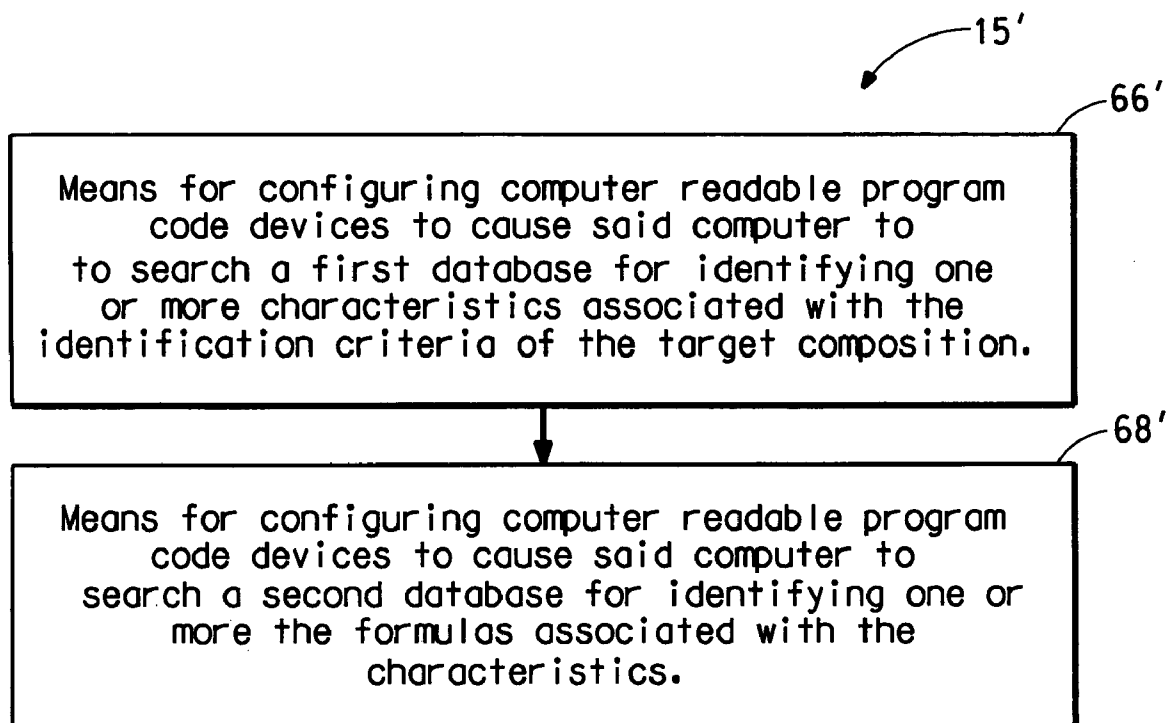 15'
66'
Means for configuring computer readable program
code devices to cause said computer to
to search a first database for identifying one
or more characteristics associated with the
identification criteria of the target composition.
68'
Means for configuring computer readable program
code devices to cause said computer to
search a second database for identifying one or
more the formulas associated with the
characteristics.